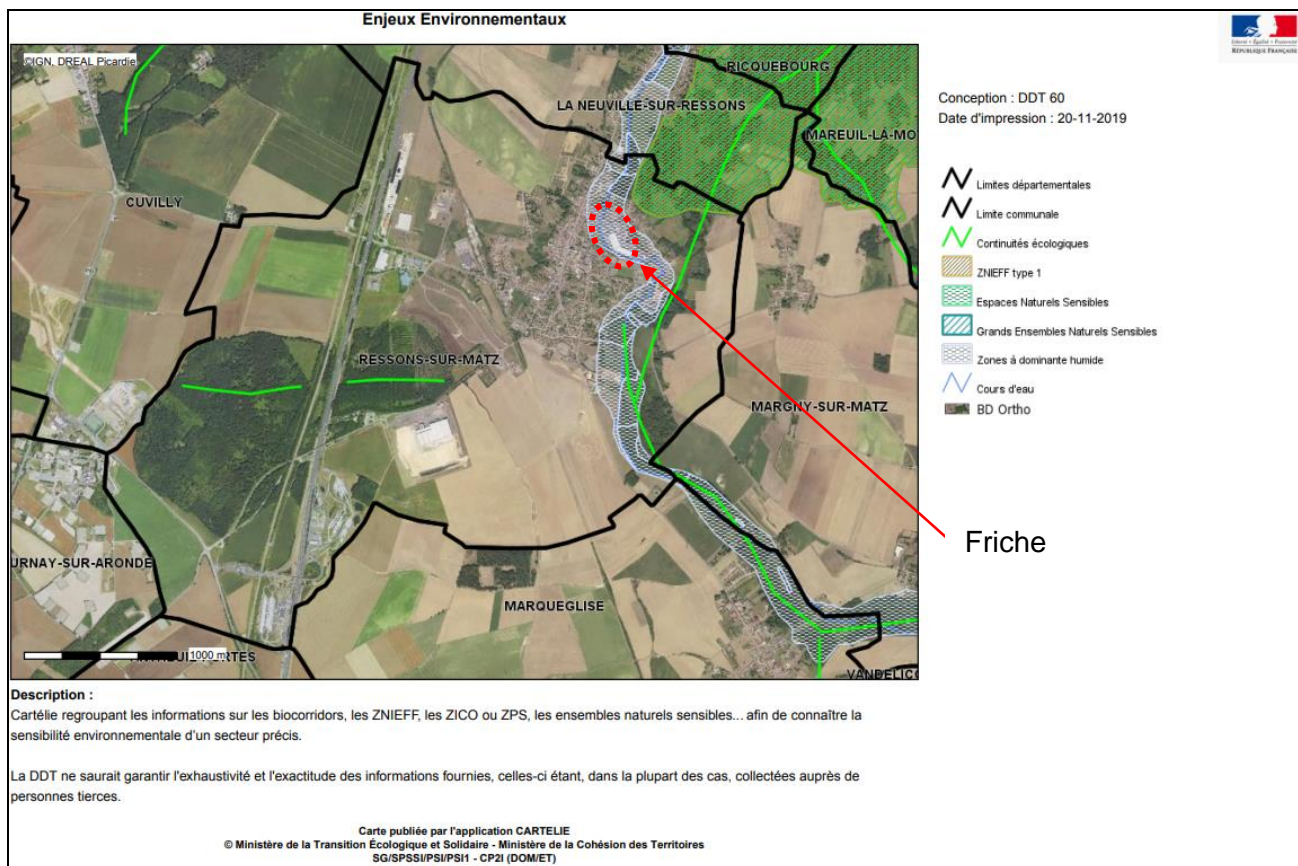 Enjeux Environnementaux
©IGN, DREAL Picardie
RICQUEBOURG
LA NEUVILLE-SUR-RESSONS
MAREUIL-LA-MO
CUVILLY
RESSONS-SUR-MATZ
MARGNY-SUR-MATZ
URNAY-SUR-ARONDE
MARQUEGLISE
1000 m
VANDELICO
RÉPUBLIQUE FRANÇAISE
Conception : DDT 60
Date d'impression : 20-11-2019
Limites départementales
Limite communale
Continuités écologiques
ZNIEFF type 1
Espaces Naturels Sensibles
Grands Ensembles Naturels Sensibles
Zones à dominante humide
Cours d'eau
BD Ortho
Friche
Description :
Cartélie regroupant les informations sur les biocorridors, les ZNIEFF, les ZICO ou ZPS, les ensembles naturels sensibles... afin de connaître la
sensibilité environnementale d'un secteur précis.
La DDT ne saurait garantir l'exhaustivité et l'exactitude des informations fournies, celles-ci étant, dans la plupart des cas, collectées auprès de
personnes tierces.
Carte publiée par l'application CARTELIE
© Ministère de la Transition Écologique et Solidaire - Ministère de la Cohésion des Territoires
SG/SPSSI/PSI/PSI1 - CP2I (DOM/ET)